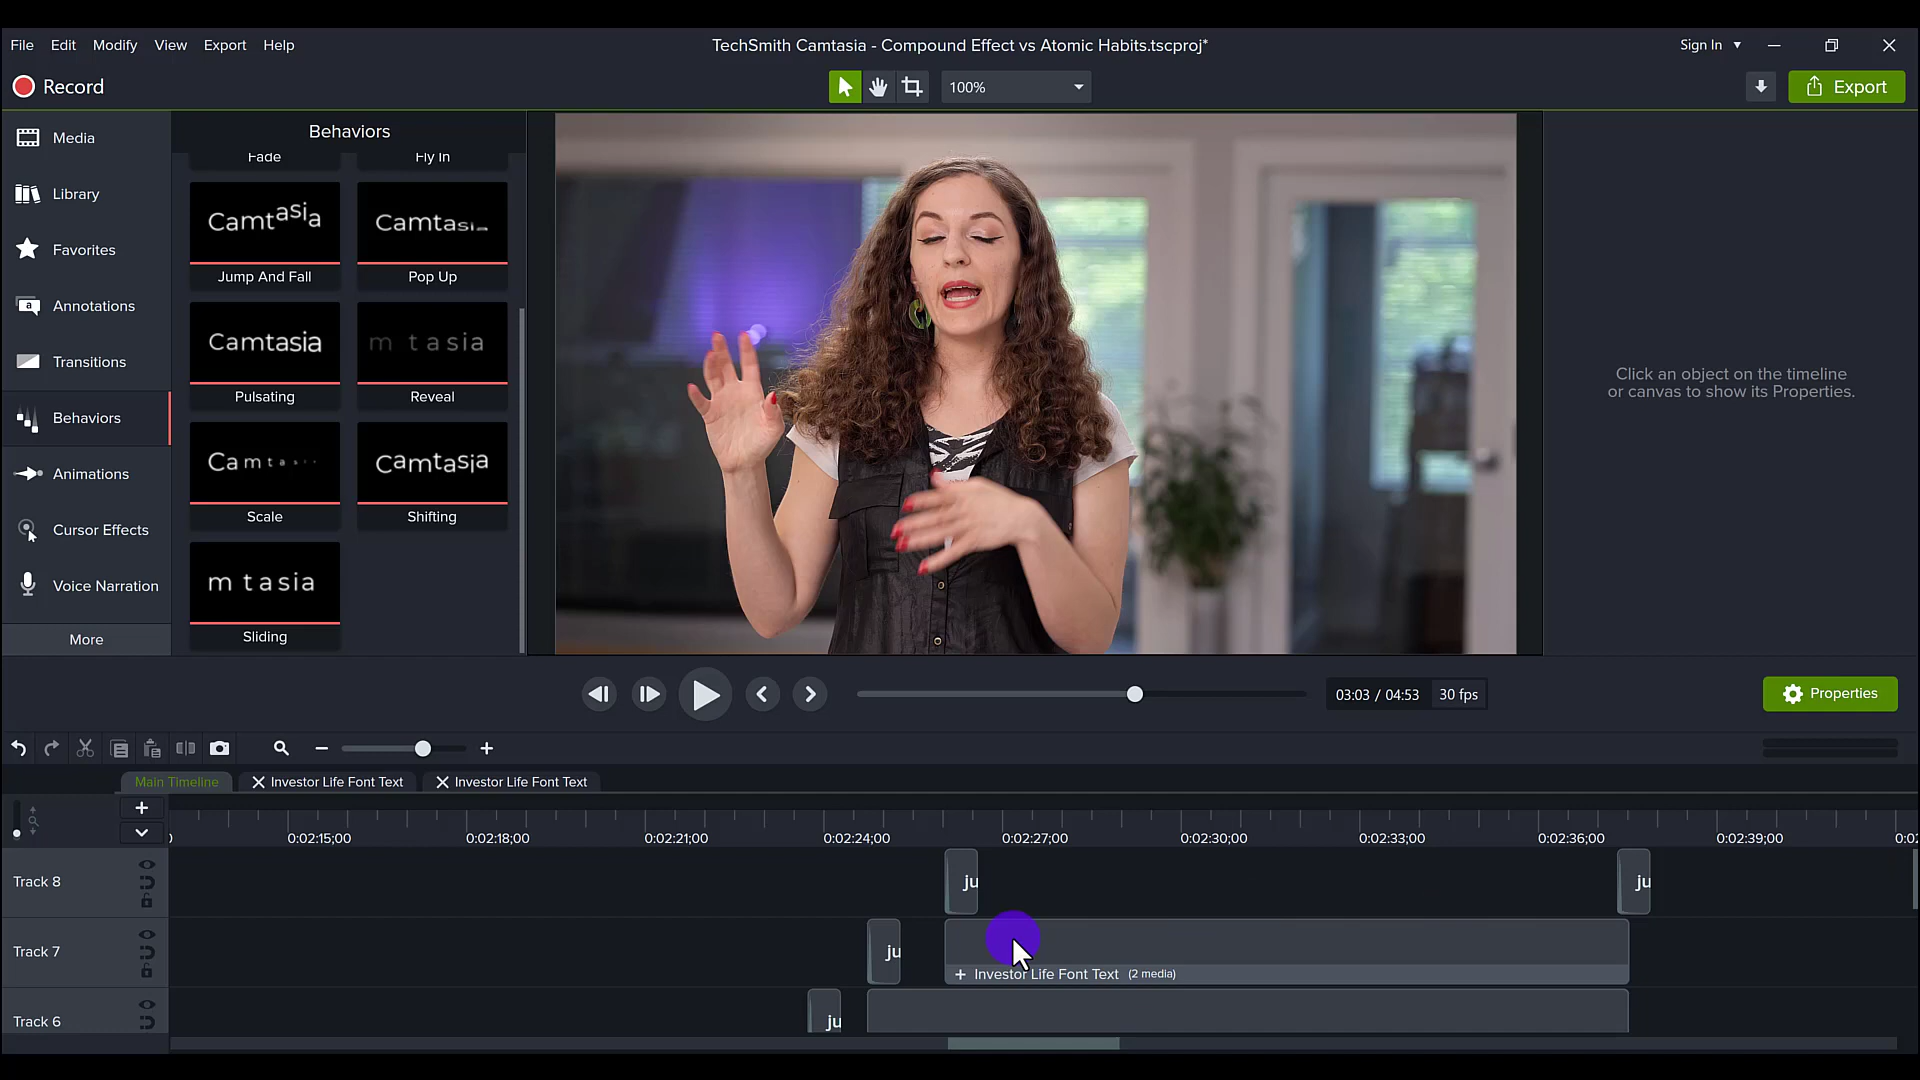 File Edit Modify View Export Help
TechSmith Camtasia - Compound Effect vs Atomic Habits.tscproj*
Sign In
Record
100%
Export
Media
Library
Favorites
Annotations
Transitions
Behaviors
Animations
Cursor Effects
Voice Narration
More
Behaviors
Fade Fly In
Camtasia Camtasia
Jump And Fall Pop Up
Camtasia m tasia
Pulsating Reveal
Camtasia Camtasia
Scale Shifting
m tasia
Sliding
Click an object on the timeline
or canvas to show its Properties.
03:03 / 04:53 30 fps
Properties
Main Timeline Investor Life Font Text Investor Life Font Text
0:02:15;00 0:02:18;00 0:02:21;00 0:02:24;00 0:02:27;00 0:02:30;00 0:02:33;00 0:02:36;00 0:02:39;00 0:02:
Track 8 ju ju
Track 7 ju
+ Investor Life Font Text (2 media)
Track 6 ju